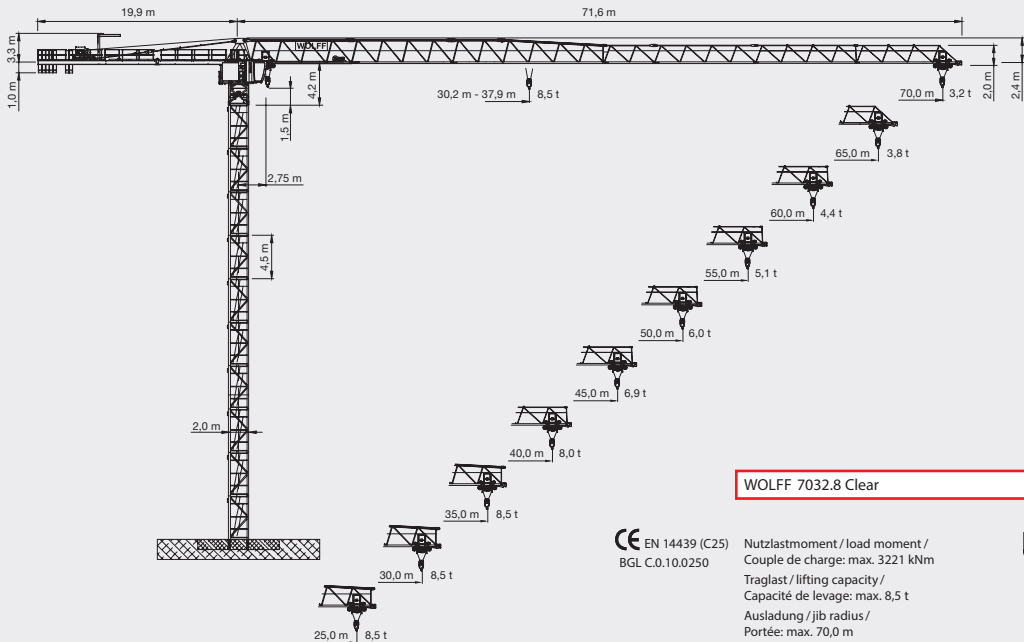 19,9 m
71,6 m
3,3 m
1,0 m
WOLFF
4,2 m
1,5 m
30,2 m - 37,9 m 8,5 t
70,0 m 3,2 t
2,0 m
2,4 m
65,0 m 3,8 t
2,75 m
60,0 m 4,4 t
4,5 m
55,0 m 5,1 t
50,0 m 6,0 t
45,0 m 6,9 t
2,0 m
40,0 m 8,0 t
35,0 m 8,5 t
30,0 m 8,5 t
25,0 m 8,5 t
WOLFF 7032.8 Clear
CE EN 14439 (C25)
BGL C.0.10.0250
Nutzlastmoment / load moment /
Couple de charge: max. 3221 kNm
Traglast / lifting capacity /
Capacité de levage: max. 8,5 t
Ausladung / jib radius /
Portée: max. 70,0 m